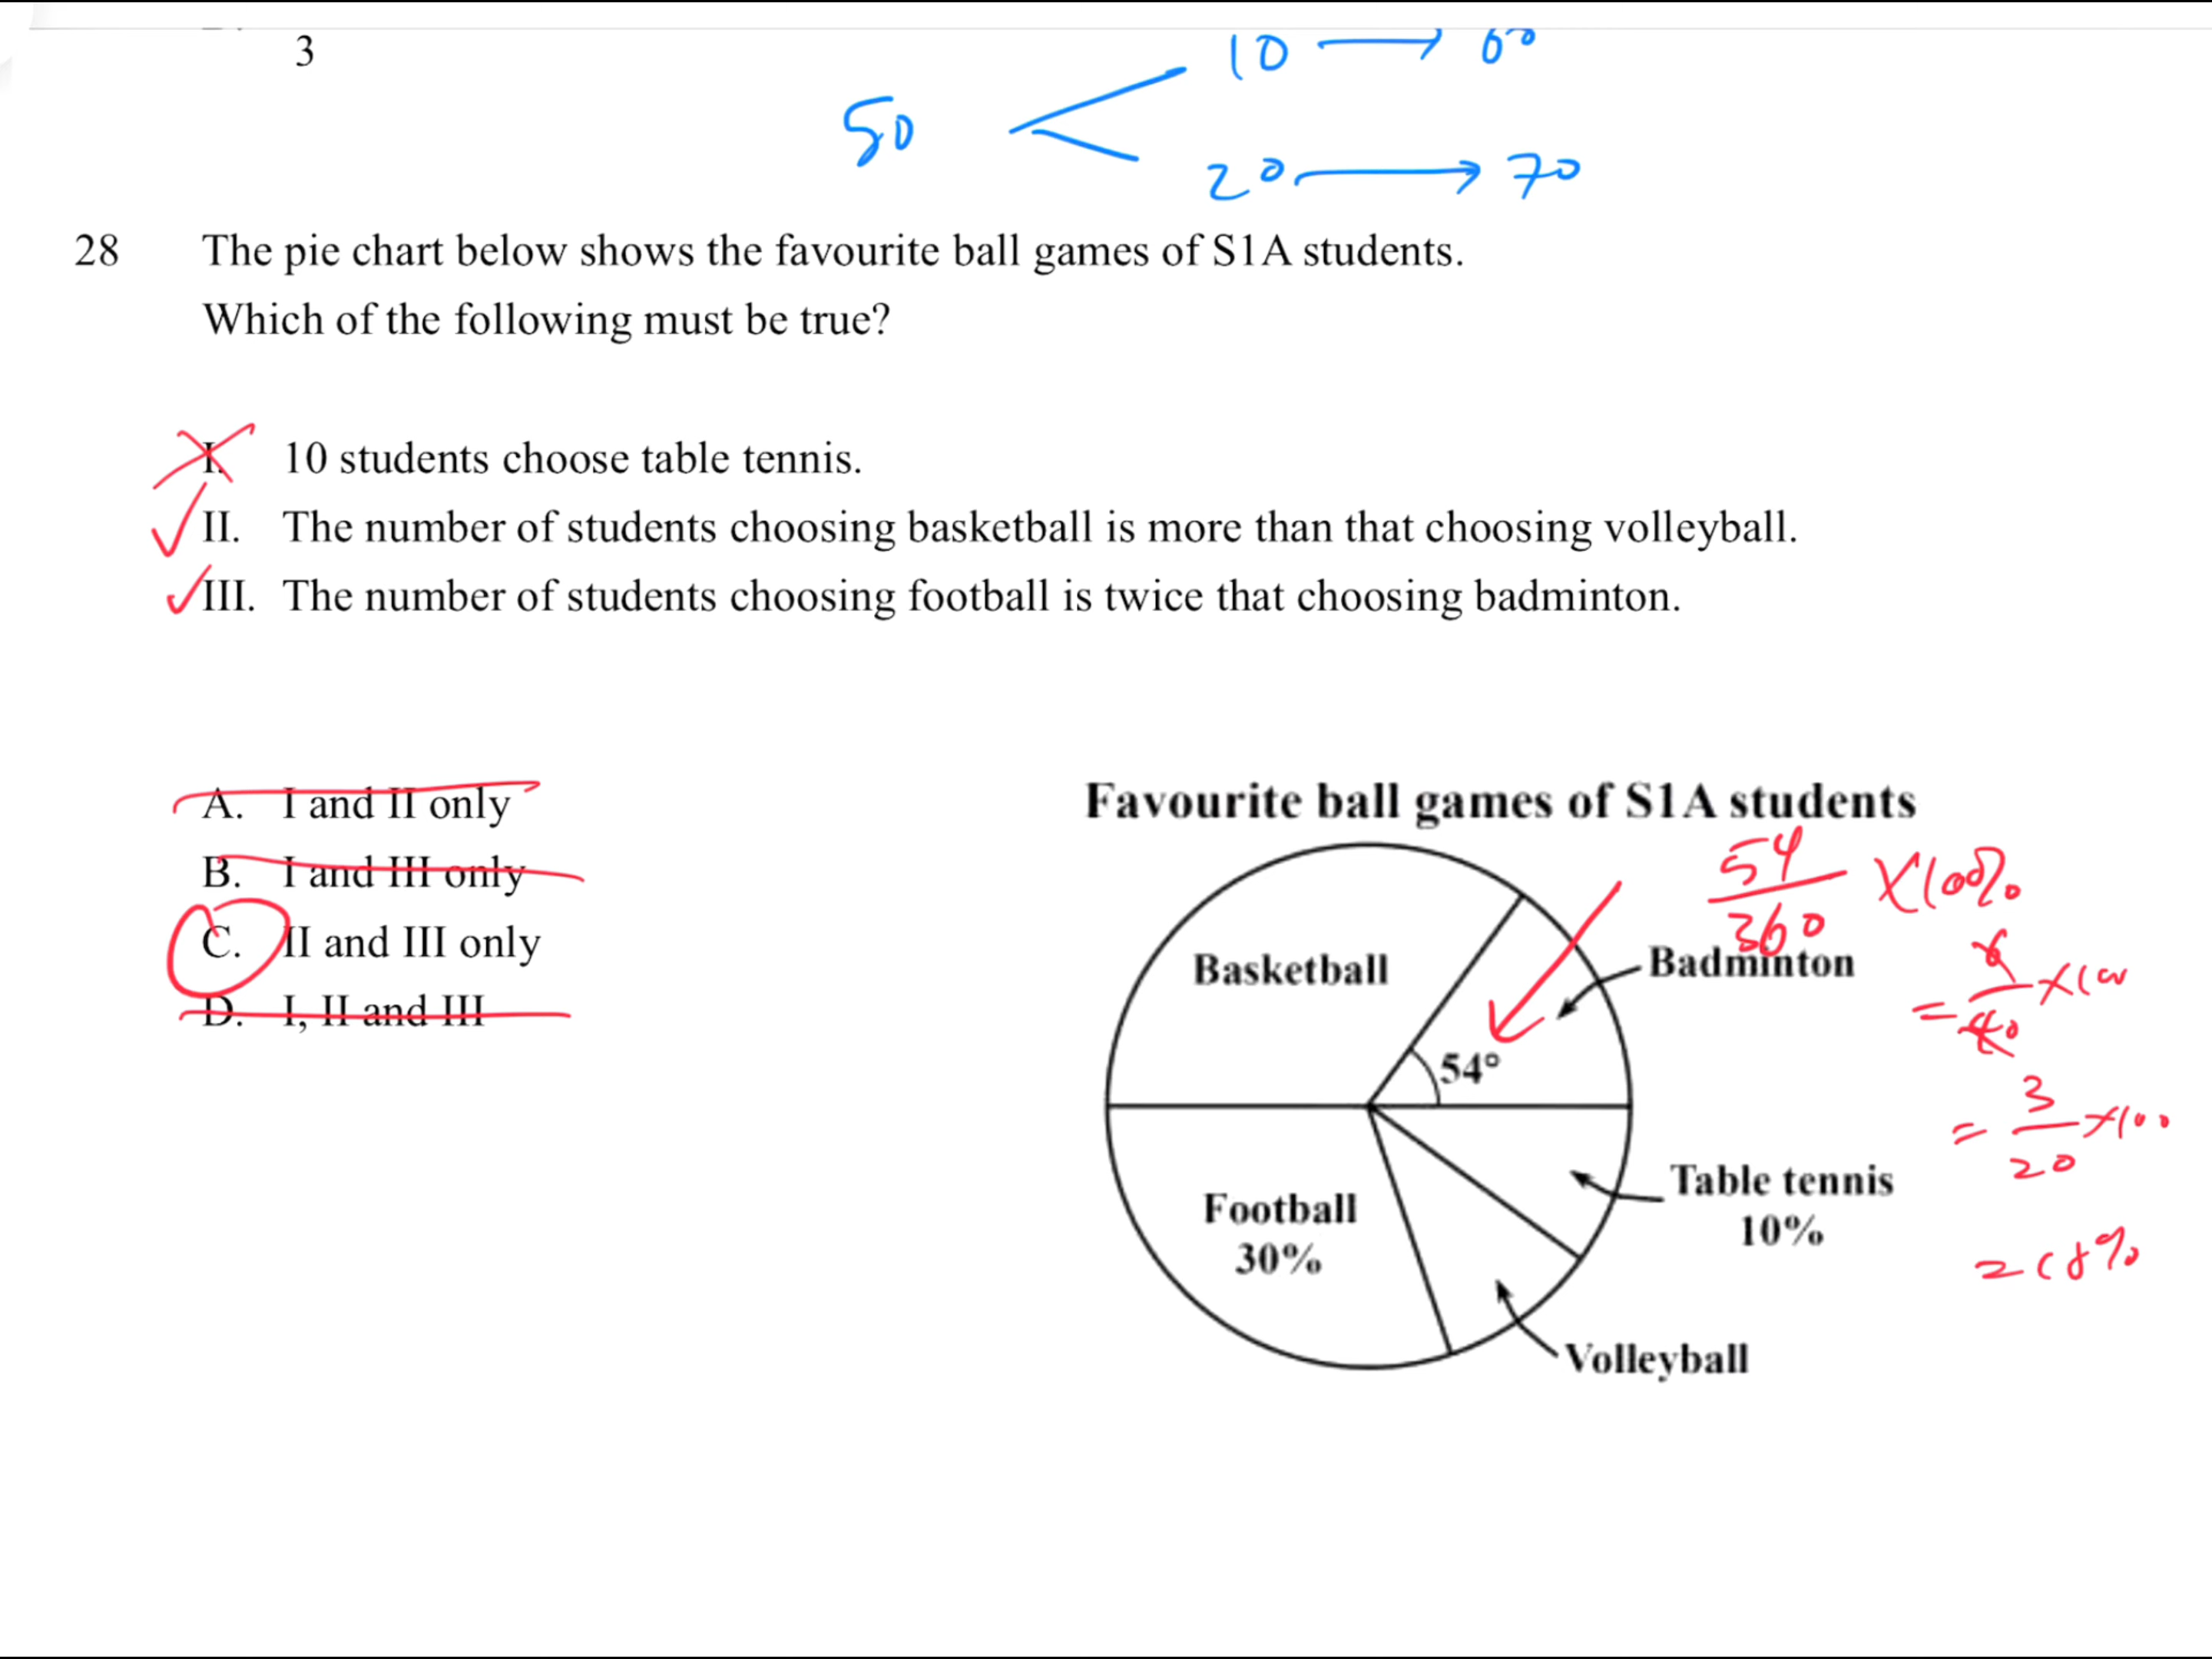 3
10 → 60
50
20 → 70
28 The pie chart below shows the favourite ball games of S1A students.
Which of the following must be true?
I. 10 students choose table tennis.
II. The number of students choosing basketball is more than that choosing volleyball.
III. The number of students choosing football is twice that choosing badminton.
A. I and II only
B. I and III only
C. II and III only
D. I, II and III
Favourite ball games of S1A students
54/360 ×100%
Basketball
Badminton
= 6/40 ×100
54°
= 3/20 ×100
Table tennis
10%
Football
30%
Volleyball